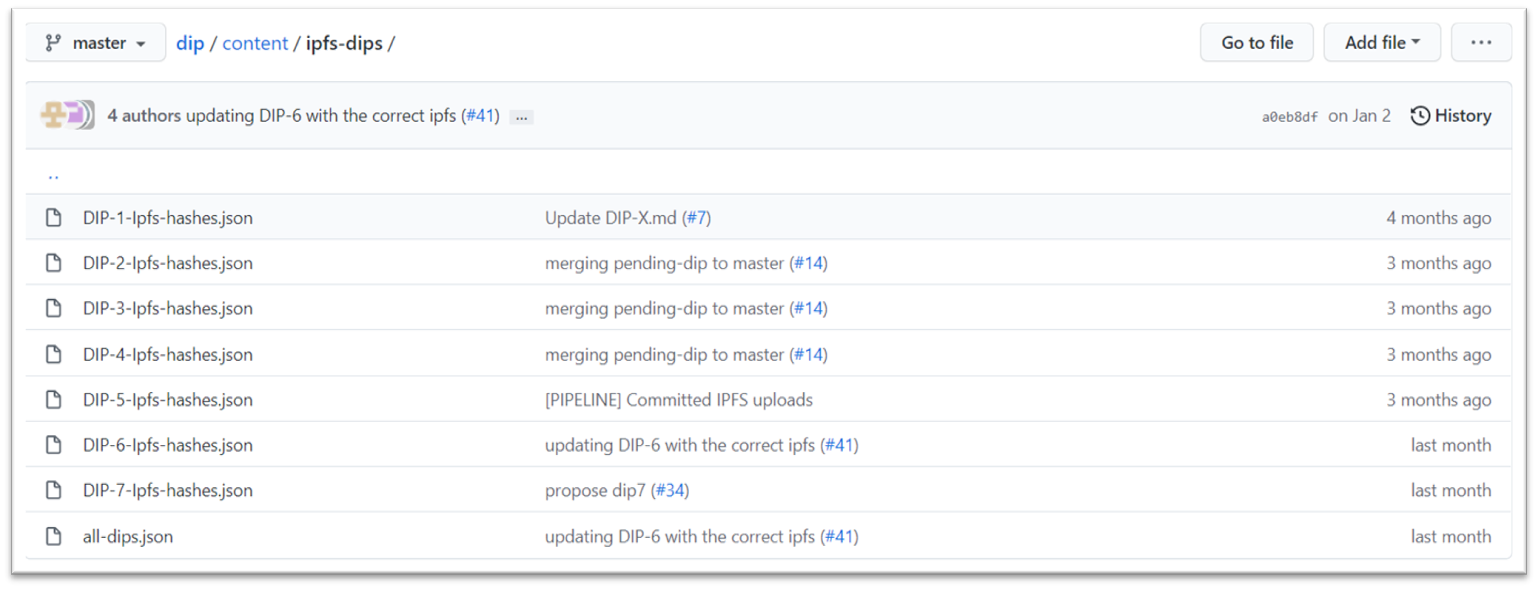 master dip / content / ipfs-dips / Go to file Add file ...
4 authors updating DIP-6 with the correct ipfs (#41) ... a0eb8df on Jan 2 History
..
DIP-1-Ipfs-hashes.json Update DIP-X.md (#7) 4 months ago
DIP-2-Ipfs-hashes.json merging pending-dip to master (#14) 3 months ago
DIP-3-Ipfs-hashes.json merging pending-dip to master (#14) 3 months ago
DIP-4-Ipfs-hashes.json merging pending-dip to master (#14) 3 months ago
DIP-5-Ipfs-hashes.json [PIPELINE] Committed IPFS uploads 3 months ago
DIP-6-Ipfs-hashes.json updating DIP-6 with the correct ipfs (#41) last month
DIP-7-Ipfs-hashes.json propose dip7 (#34) last month
all-dips.json updating DIP-6 with the correct ipfs (#41) last month